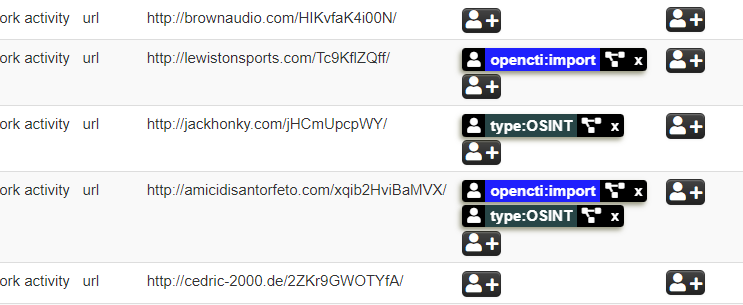 ork activity url http://brownaudio.com/HIKvfaK4i00N/
ork activity url http://lewistonsports.com/Tc9KflZQff/ opencti:import x
ork activity url http://jackhonky.com/jHCmUpcpWY/ type:OSINT x
ork activity url http://amicidisantorfeto.com/xqib2HviBaMVX/ opencti:import x
type:OSINT x
ork activity url http://cedric-2000.de/2ZKr9GWOTYfA/